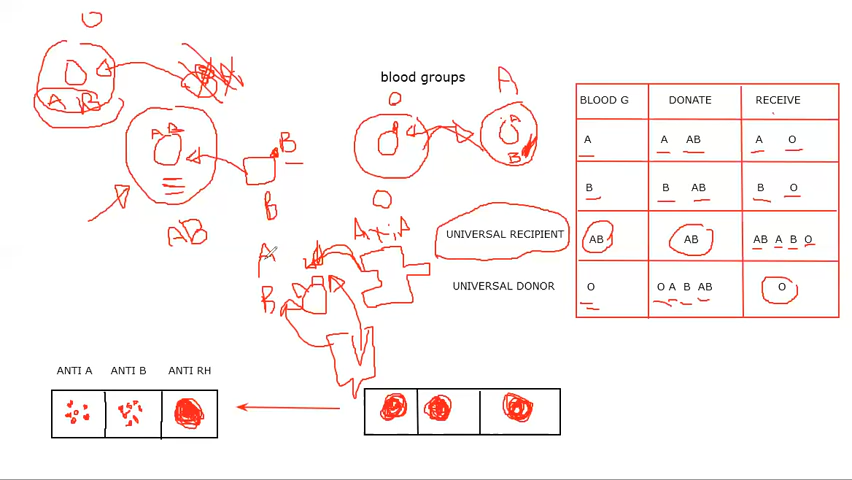 O
A B
blood groups
A
O
A
B
A B
B
B
AB
O
A
B
UNIVERSAL RECIPIENT
UNIVERSAL DONOR
BLOOD G DONATE RECEIVE
A A AB A O
B B AB B O
AB AB AB A B O
O O A B AB O
ANTI A ANTI B ANTI RH